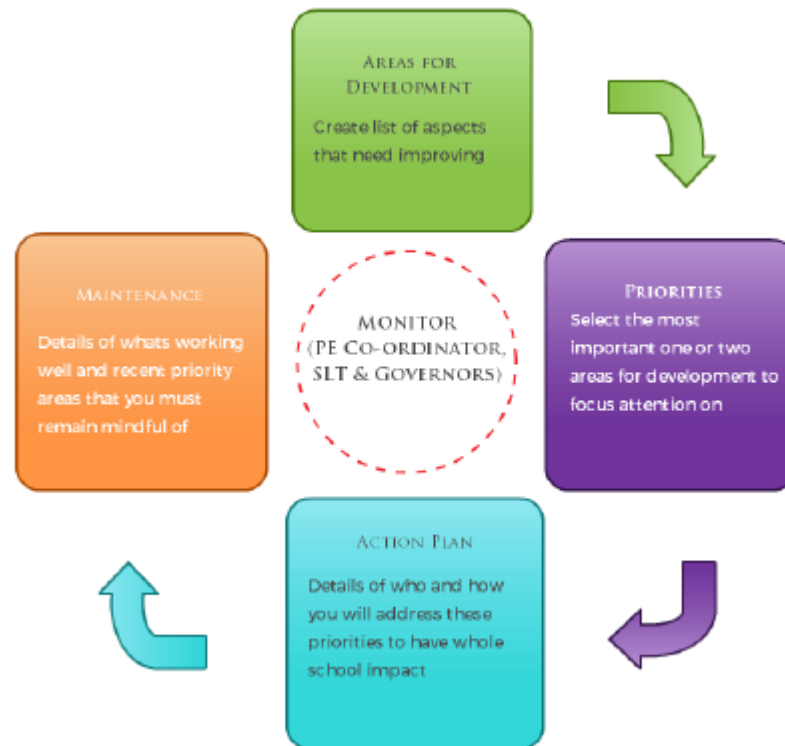 AREAS FOR
DEVELOPMENT
Create list of aspects
that need improving
PRIORITIES
Select the most
important one or two
areas for development to
focus attention on
MAINTENANCE
Details of whats working
well and recent priority
areas that you must
remain mindful of
MONITOR
(PE CO-ORDINATOR,
SLT & GOVERNORS)
ACTION PLAN
Details of who and how
you will address these
priorities to have whole
school impact